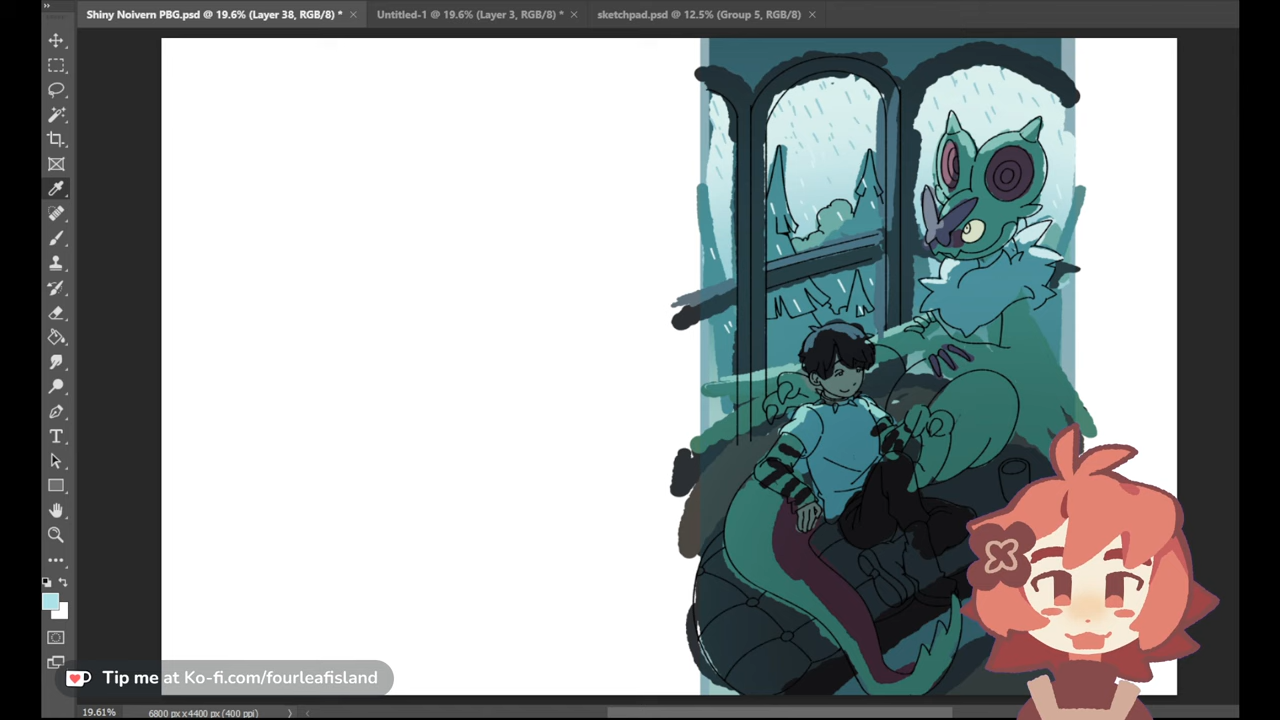 Shiny Noivern PBG.psd @ 19.6% (Layer 38, RGB/8) *
Untitled-1 @ 19.6% (Layer 3, RGB/8) *
sketchpad.psd @ 12.5% (Group 5, RGB/8)
Tip me at Ko-fi.com/fourleafisland
19.61%
6800 px x 4400 px (400 ppi)